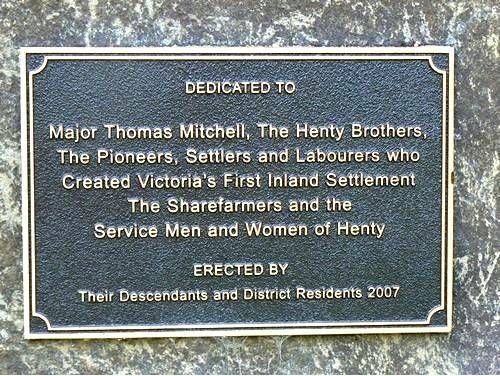 DEDICATED TO
Major Thomas Mitchell, The Henty Brothers,
The Pioneers, Settlers and Labourers who
Created Victoria's First Inland Settlement
The Sharefarmers and the
Service Men and Women of Henty
ERECTED BY
Their Descendants and District Residents 2007